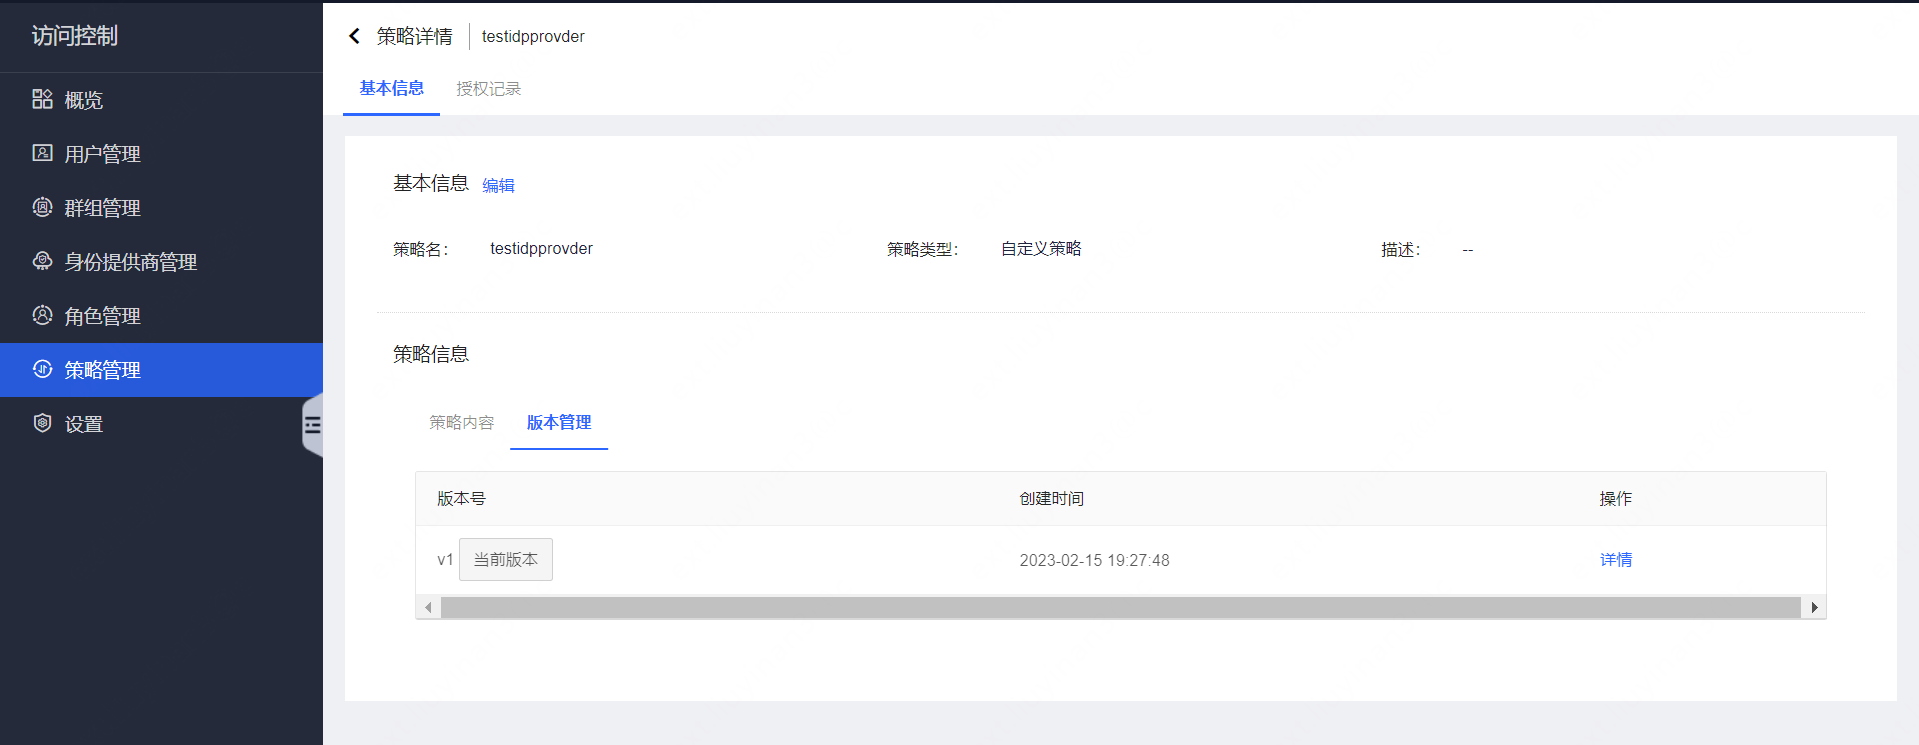 访问控制
概览
用户管理
群组管理
身份提供商管理
角色管理
策略管理
设置
策略详情 testidpprovder
基本信息 授权记录
基本信息 编辑
策略名： testidpprovder 策略类型： 自定义策略 描述： --
策略信息
策略内容 版本管理
版本号 创建时间 操作
v1 当前版本 2023-02-15 19:27:48 详情